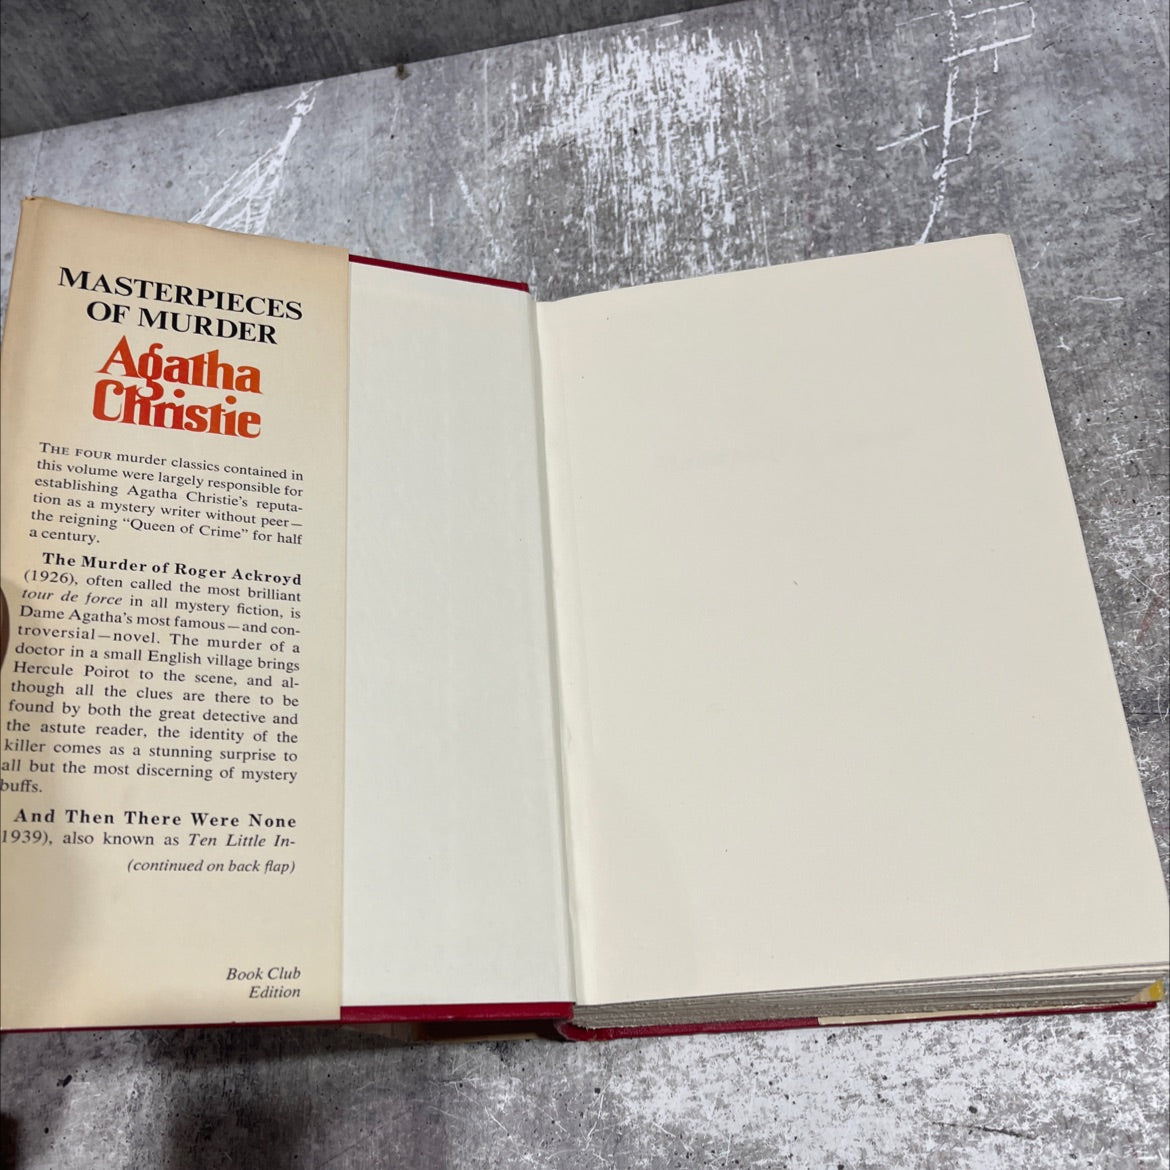 MASTERPIECES
OF MURDER
Agatha
Christie
THE FOUR murder classics contained in
this volume were largely responsible for
establishing Agatha Christie's reputa-
tion as a mystery writer without peer—
the reigning “Queen of Crime” for half
a century.
The Murder of Roger Ackroyd
(1926), often called the most brilliant
tour de force in all mystery fiction, is
Dame Agatha's most famous—and con-
troversial—novel. The murder of a
doctor in a small English village brings
Hercule Poirot to the scene, and al-
though all the clues are there to be
found by both the great detective and
the astute reader, the identity of the
killer comes as a stunning surprise to
all but the most discerning of mystery
buffs.
And Then There Were None
1939), also known as Ten Little In-
(continued on back flap)
Book Club
Edition